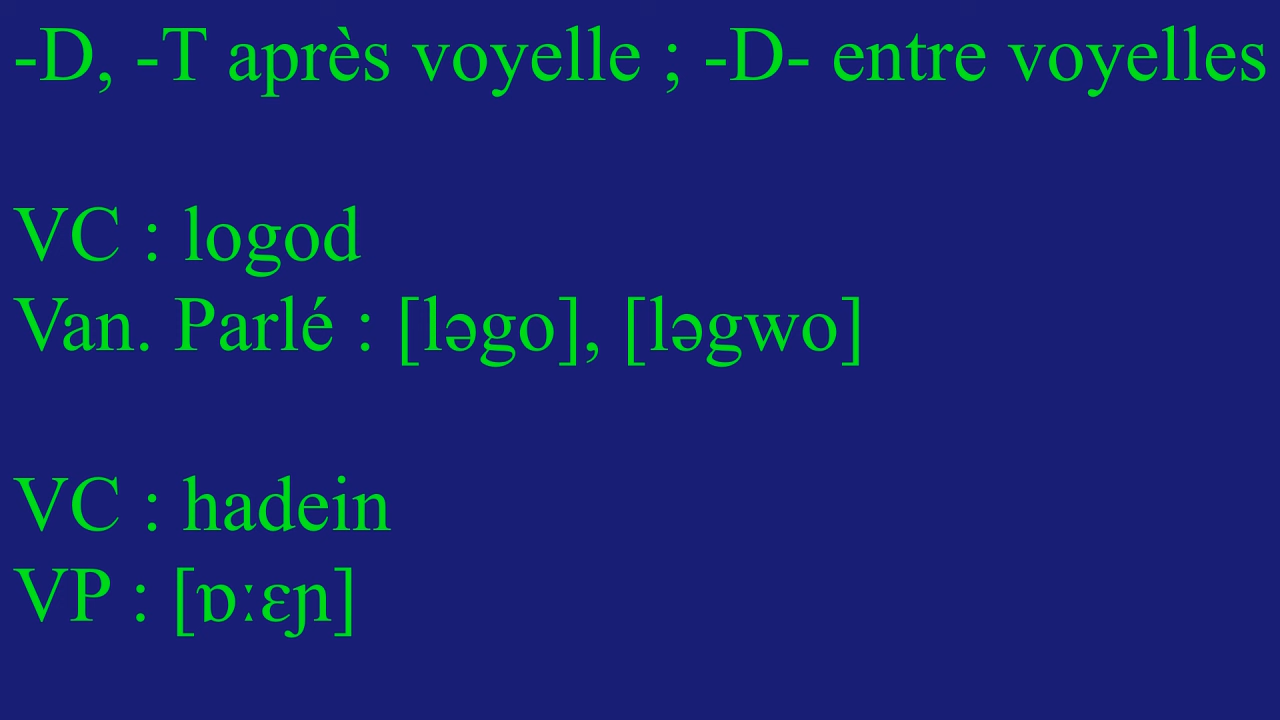 -D, -T après voyelle ; -D- entre voyelles
VC : logod
Van. Parlé : [ləgo], [ləgwo]
VC : hadein
VP : [ɒːɛɲ]